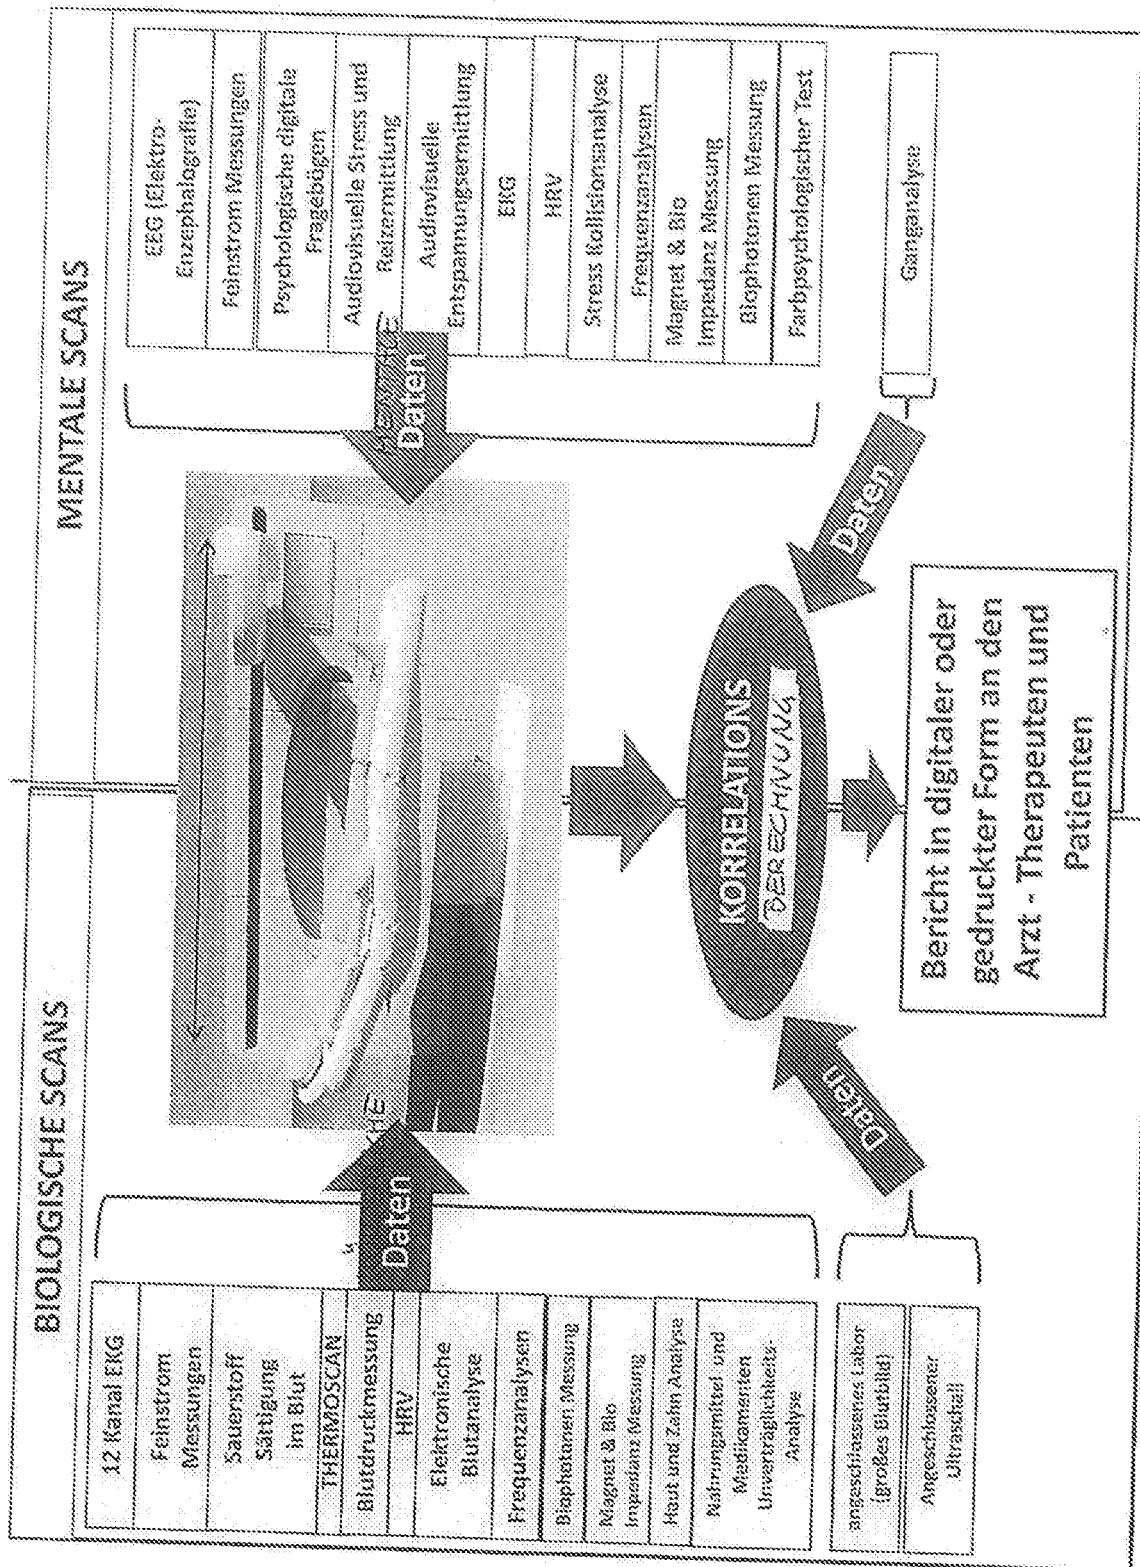 BIOLOGISCHE SCANS
12 Kanal EKG
Feinstrom
Messungen
Sauerstoff
Sättigung
im Blut
THERMOSCAN
Blutdruckmessung
HRV
Elektronische
Blutanalyse
Frequenzanalysen
Biophotonen Messung
Magnet & Bio
Impedanz Messung
Haut und Zahn Analyse
Nahrungsmittel und
Medikamenten
Unverträglichkeits-
Analyse
angeschlossenes Labor
(großes Blutbild)
Angeschlossener
Ultraschall
Daten
Daten
MENTALE SCANS
EEG (Elektro-
Enzephalografie)
Feinstrom Messungen
Psychologische digitale
Fragebögen
Audiovisuelle Stress und
Reizermittlung
Audiovisuelle
Entspannungsermittlung
EKG
HRV
Stress Kollisionsanalyse
Frequenzanalysen
Magnet & Bio
Impedanz Messung
Biophotonen Messung
Farbpsychologischer Test
Ganganalyse
Daten
Daten
KORRELATIONS
BERECHNUNG
Bericht in digitaler oder
gedruckter Form an den
Arzt - Therapeuten und
Patienten